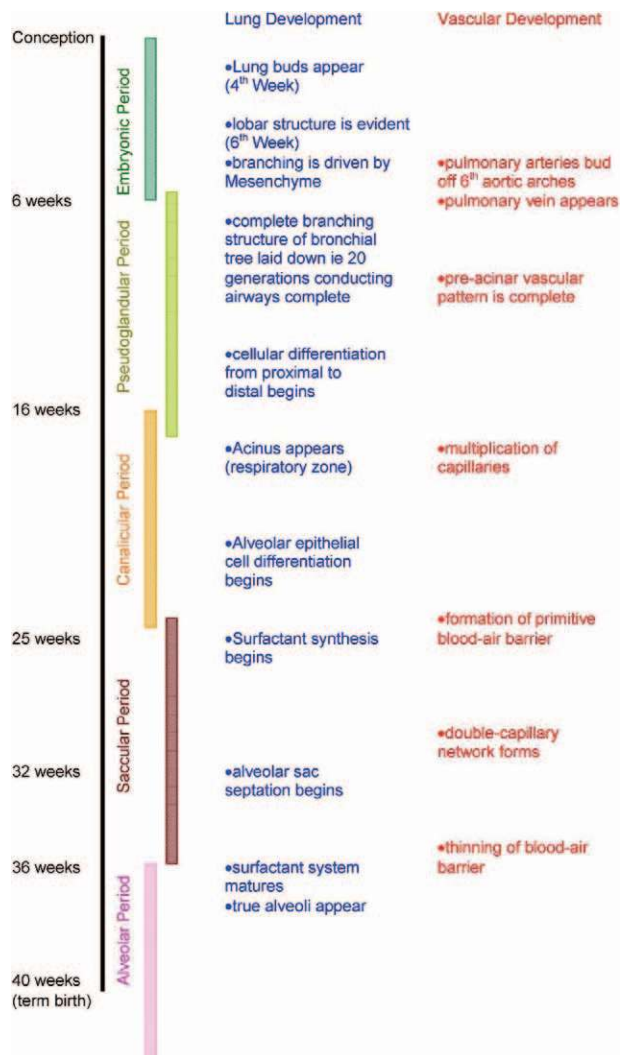 Lung Development
Vascular Development
Conception
6 weeks
16 weeks
25 weeks
32 weeks
36 weeks
40 weeks
(term birth)
Embryonic Period
Pseudoglandular Period
Canalicular Period
Saccular Period
Alveolar Period
•Lung buds appear
(4th Week)
•lobar structure is evident
(6th Week)
•branching is driven by
Mesenchyme
•complete branching
structure of bronchial
tree laid down ie 20
generations conducting
airways complete
•cellular differentiation
from proximal to
distal begins
•Acinus appears
(respiratory zone)
•Alveolar epithelial
cell differentiation
begins
•Surfactant synthesis
begins
•alveolar sac
septation begins
•surfactant system
matures
•true alveoli appear
•pulmonary arteries bud
off 6th aortic arches
•pulmonary vein appears
•pre-acinar vascular
pattern is complete
•multiplication of
capillaries
•formation of primitive
blood-air barrier
•double-capillary
network forms
•thinning of blood-air
barrier